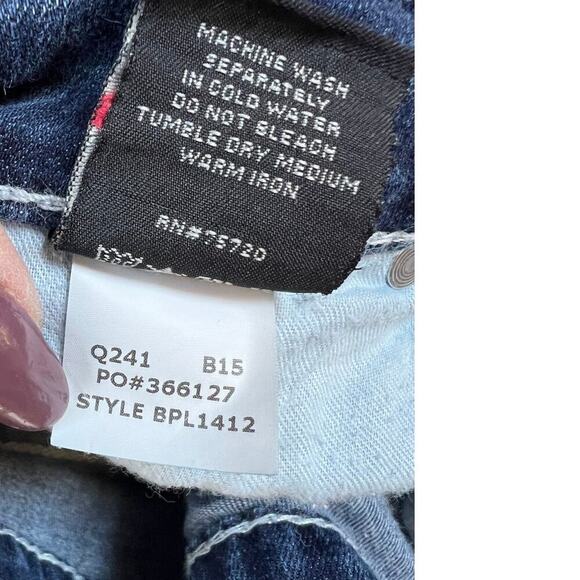 MACHINE WASH
SEPARATELY
IN COLD WATER
DO NOT BLEACH
TUMBLE DRY MEDIUM
WARM IRON
RN#75720
Q241 B15
PO#366127
STYLE BPL1412